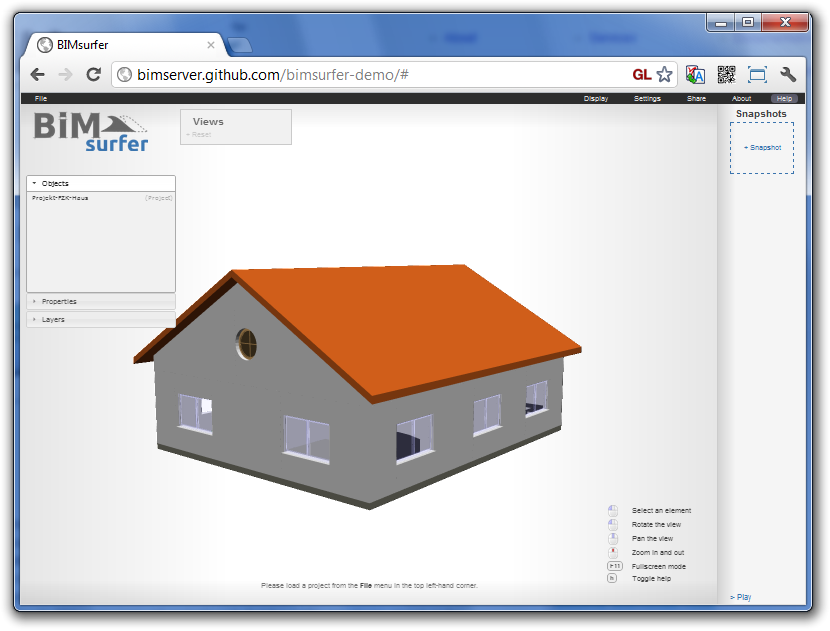 BIMsurfer
bimserver.github.com/bimsurfer-demo/#
GL
File
Display
Settings
Share
About
Help
BiM
surfer
Views
+ Reset
Snapshots
+ Snapshot
Objects
Projekt-FZK-Haus
(Project)
Properties
Layers
Select an element
Rotate the view
Pan the view
Zoom in and out
F11
Fullscreen mode
h
Toggle help
Please load a project from the File menu in the top left-hand corner.
> Play